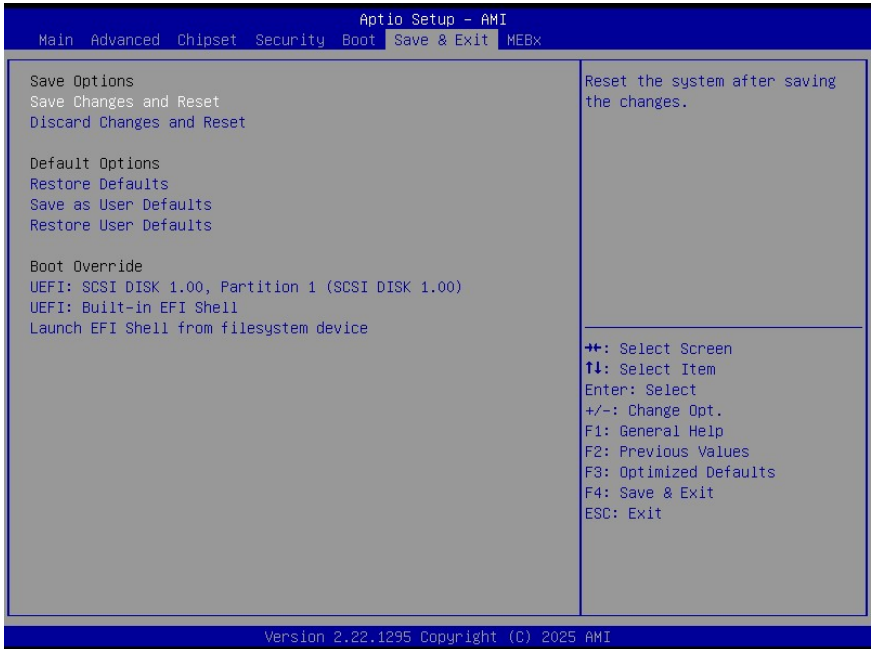 Aptio Setup - AMI
Main Advanced Chipset Security Boot Save & Exit MEBx
Save Options
Save Changes and Reset
Discard Changes and Reset
Default Options
Restore Defaults
Save as User Defaults
Restore User Defaults
Boot Override
UEFI: SCSI DISK 1.00, Partition 1 (SCSI DISK 1.00)
UEFI: Built-in EFI Shell
Launch EFI Shell from filesystem device
Reset the system after saving
the changes.
→←: Select Screen
↑↓: Select Item
Enter: Select
+/-: Change Opt.
F1: General Help
F2: Previous Values
F3: Optimized Defaults
F4: Save & Exit
ESC: Exit
Version 2.22.1295 Copyright (C) 2025 AMI